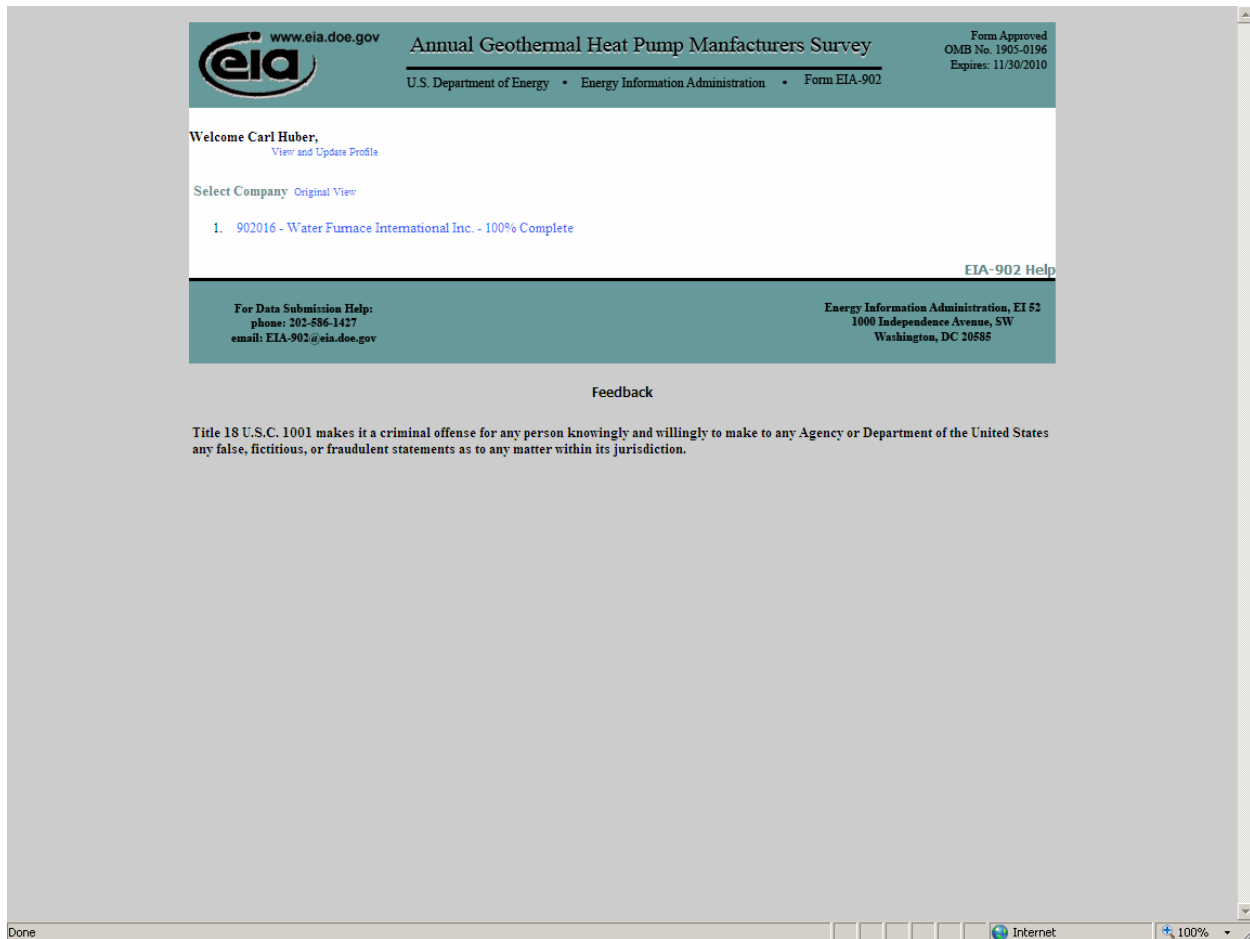 www.eia.doe.gov
eia
Annual Geothermal Heat Pump Manfacturers Survey
U.S. Department of Energy • Energy Information Administration • Form EIA-902
Form Approved
OMB No. 1905-0196
Expires: 11/30/2010
Welcome Carl Huber,
View and Update Profile
Select Company Original View
1. 902016 - Water Furnace International Inc. - 100% Complete
EIA-902 Help
For Data Submission Help:
phone: 202-586-1427
email: EIA-902@eia.doe.gov
Energy Information Administration, EI 52
1000 Independence Avenue, SW
Washington, DC 20585
Feedback
Title 18 U.S.C. 1001 makes it a criminal offense for any person knowingly and willingly to make to any Agency or Department of the United States
any false, fictitious, or fraudulent statements as to any matter within its jurisdiction.
Done
Internet
100%